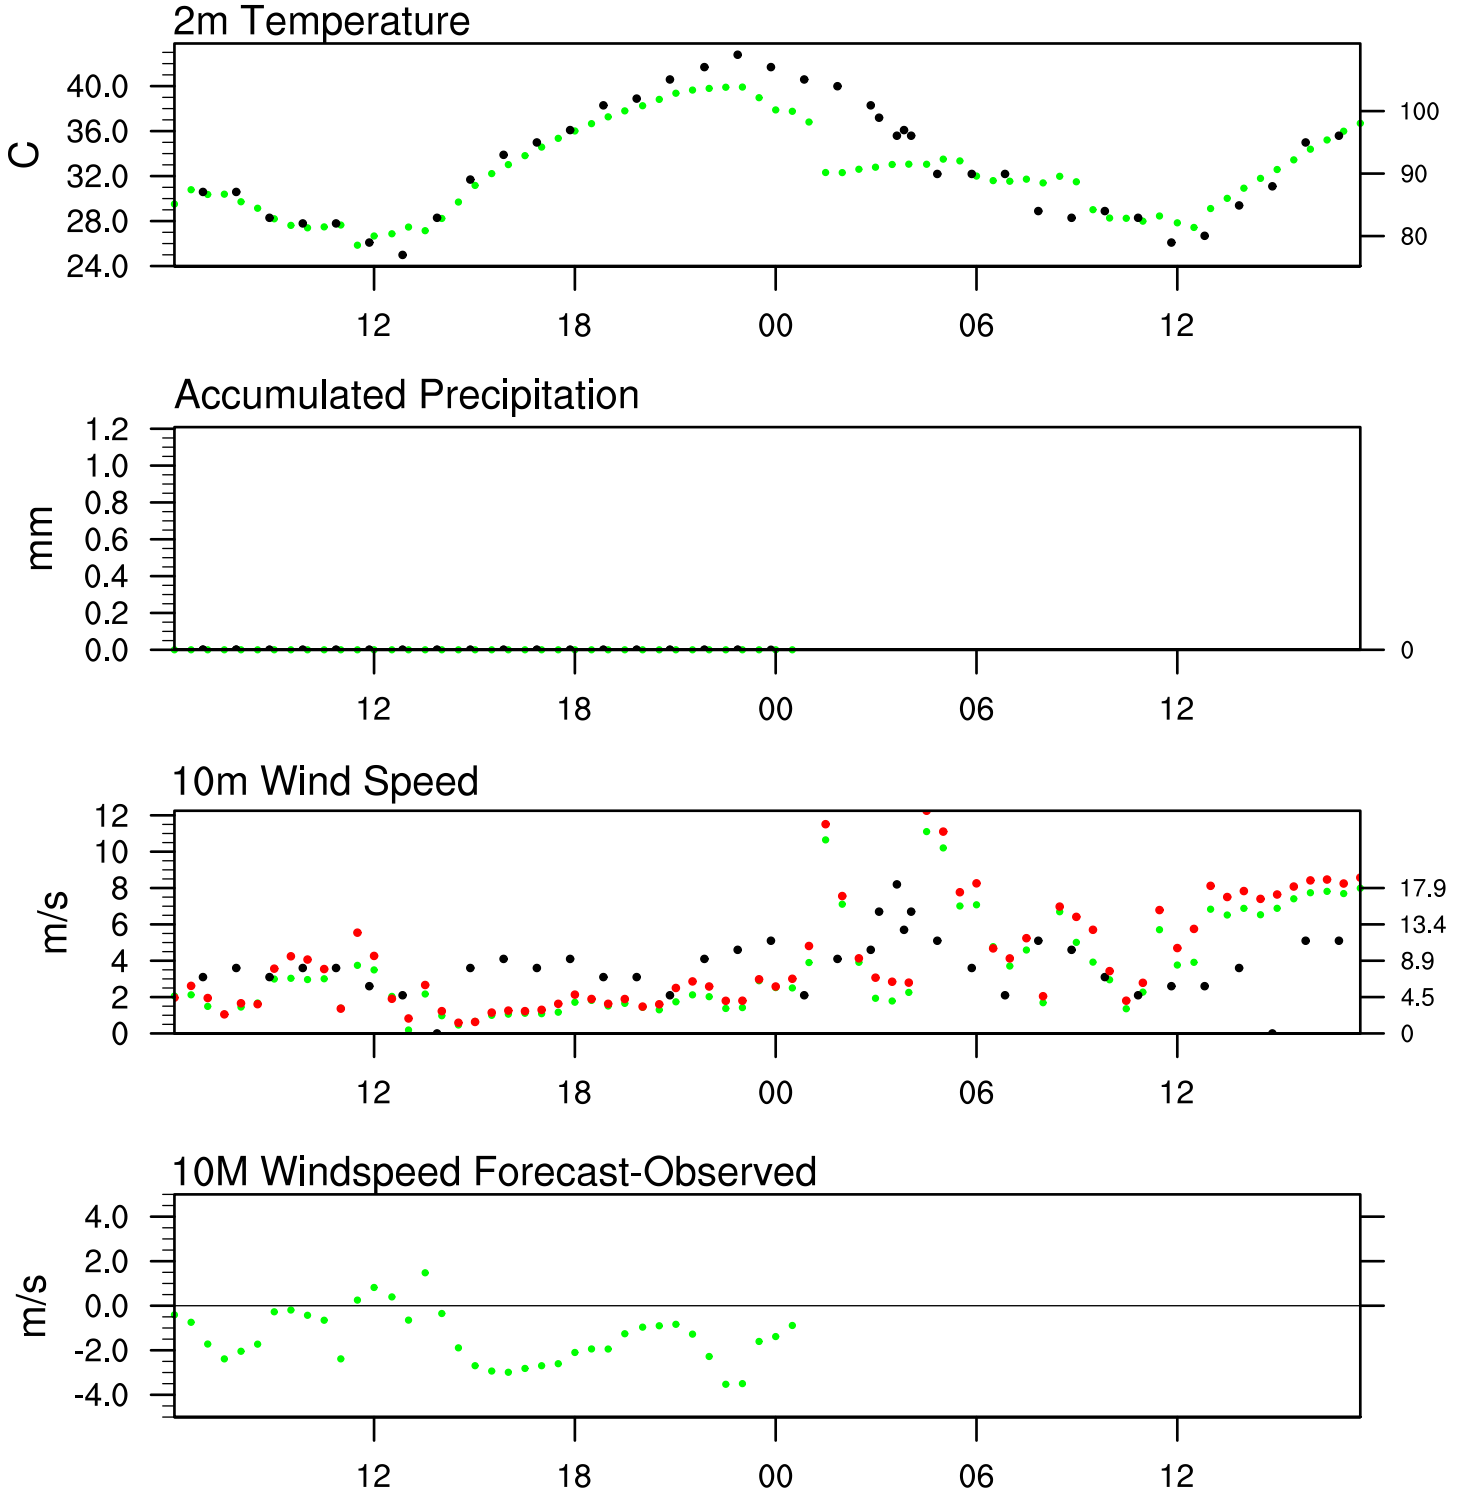 2m Temperature
40.0
36.0
32.0
28.0
24.0
C
100
90
80
12 18 00 06 12
Accumulated Precipitation
1.2
1.0
0.8
0.6
0.4
0.2
0.0
mm
0
12 18 00 06 12
10m Wind Speed
12
10
8
6
4
2
0
m/s
17.9
13.4
8.9
4.5
0
12 18 00 06 12
10M Windspeed Forecast-Observed
4.0
2.0
0.0
-2.0
-4.0
m/s
12 18 00 06 12